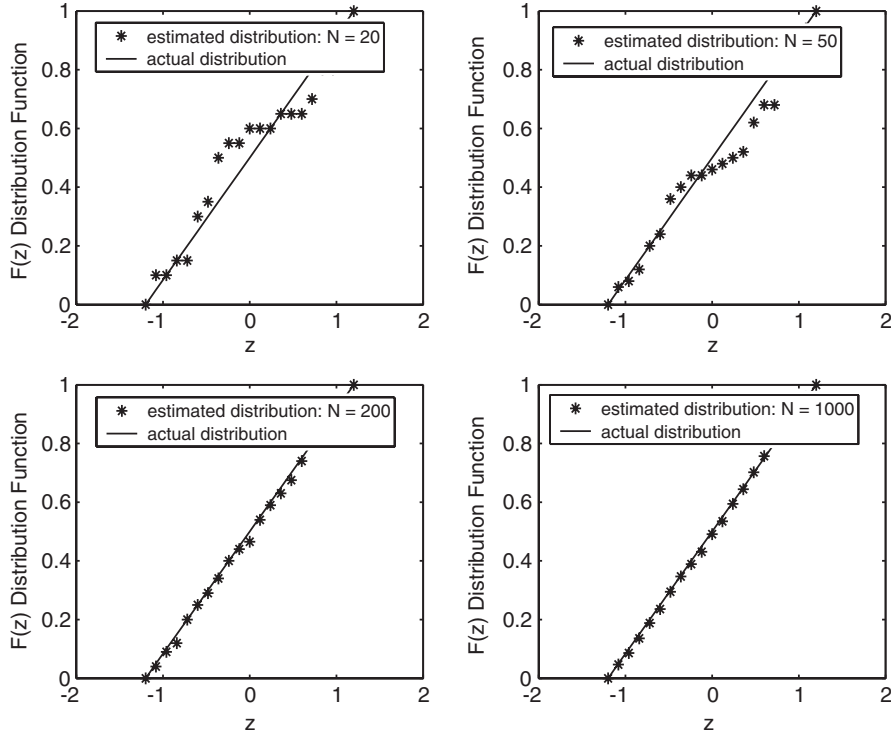 1
0.8
0.6
0.4
0.2
0
-2
-1
0
1
2
F(z) Distribution Function
z
estimated distribution: N = 20
actual distribution
1
0.8
0.6
0.4
0.2
0
-2
-1
0
1
2
F(z) Distribution Function
z
estimated distribution: N = 50
actual distribution
1
0.8
0.6
0.4
0.2
0
-2
-1
0
1
2
F(z) Distribution Function
z
estimated distribution: N = 200
actual distribution
1
0.8
0.6
0.4
0.2
0
-2
-1
0
1
2
F(z) Distribution Function
z
estimated distribution: N = 1000
actual distribution